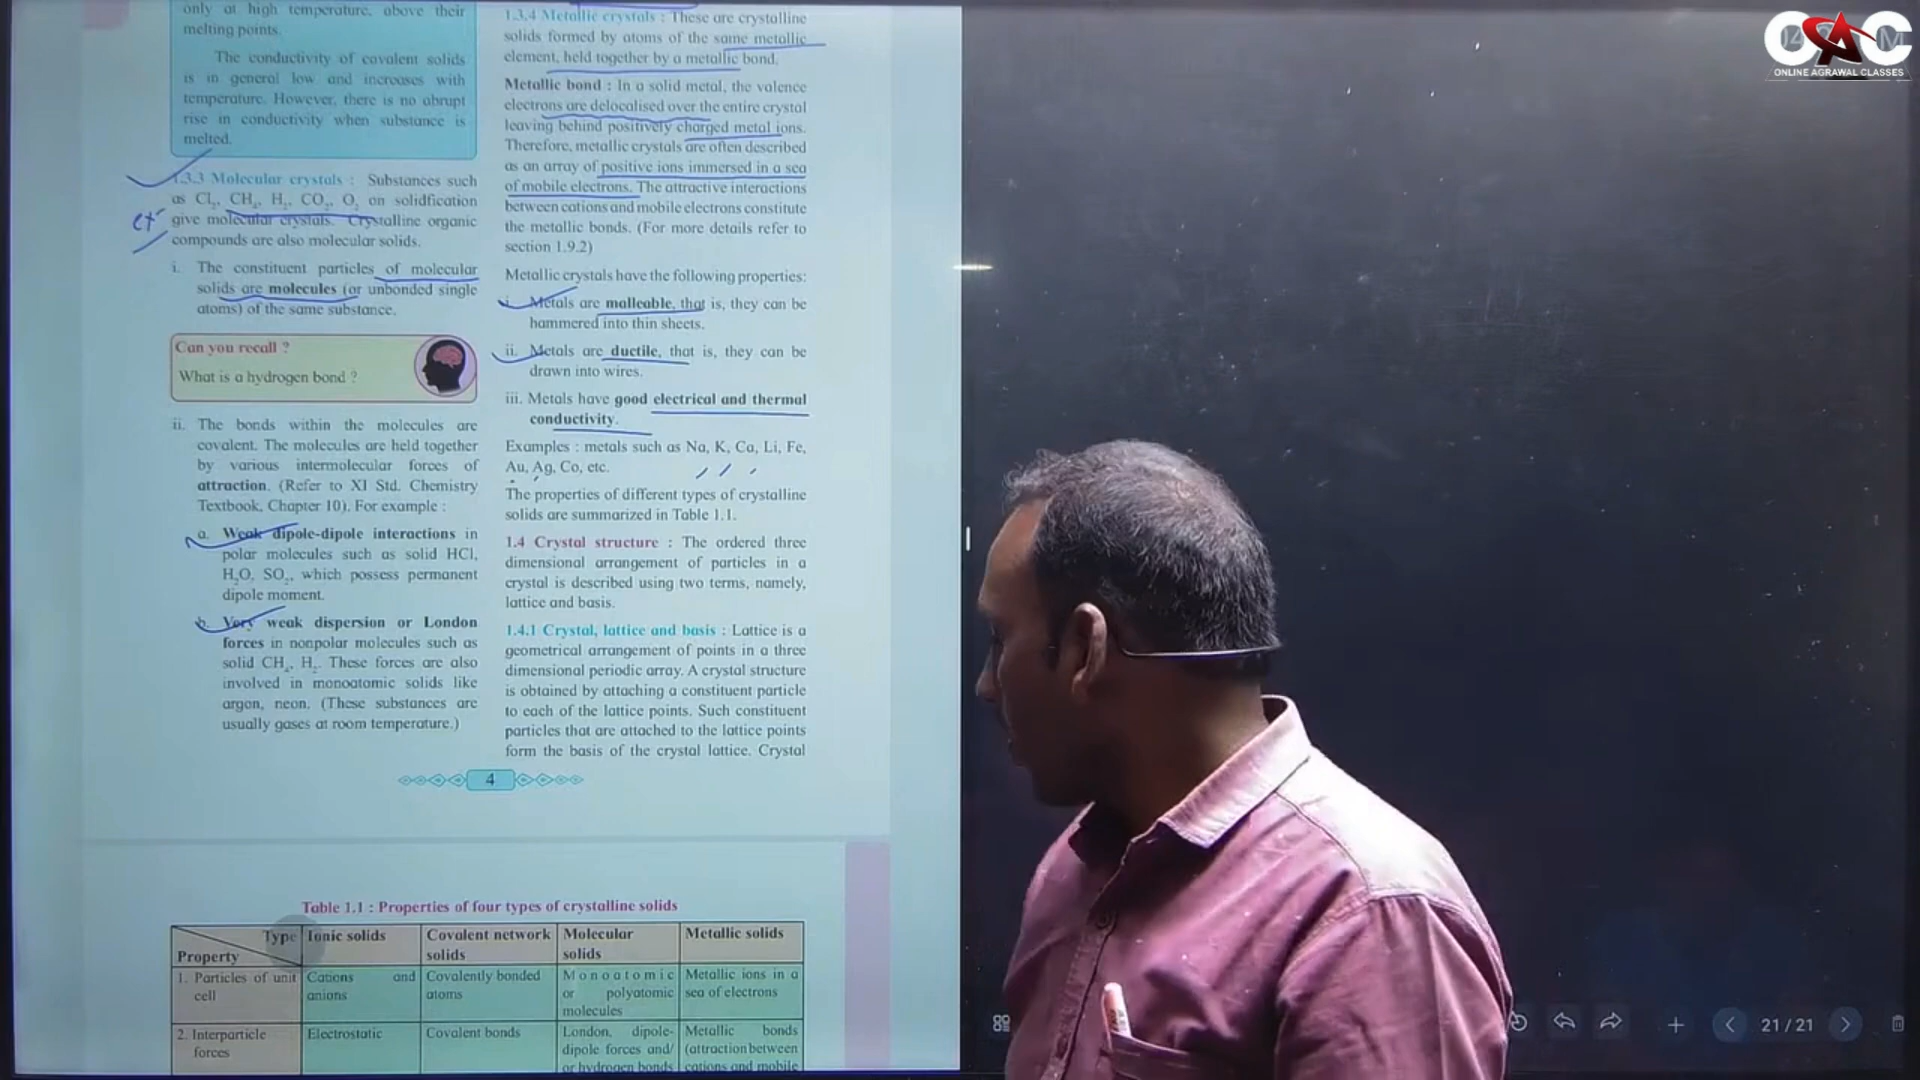 only at high temperature, above their
melting points.
The conductivity of covalent solids
is in general low and increases with
temperature. However, there is no abrupt
rise in conductivity when substance is
melted.
1.3.3 Molecular crystals : Substances such
as Cl2, CH4, H2, CO2, O2 on solidfication
give molecular crystals. Crystalline organic
compounds are also molecular solids.
ex
i. The constituent particles of molecular
solids are molecules (or unbonded single
atoms) of the same substance.
Can you recall ?
What is a hydrogen bond ?
ii. The bonds within the molecules are
covalent. The molecules are held together
by various intermolecular forces of
attraction. (Refer to XI Std. Chemistry
Textbook, Chapter 10). For example :
a. Weak dipole-dipole interactions in
polar molecules such as solid HCl,
H2O, SO2, which possess permanent
dipole moment.
b. Very weak dispersion or London
forces in nonpolar molecules such as
solid CH4, H2. These forces are also
involved in monoatomic solids like
argon, neon. (These substances are
usually gases at room temperature.)
1.3.4 Metallic crystals : These are crystalline
solids formed by atoms of the same metallic
element, held together by a metallic bond.
Metallic bond : In a solid metal, the valence
electrons are delocalised over the entire crystal
leaving behind positively charged metal ions.
Therefore, metallic crystals are often described
as an array of positive ions immersed in a sea
of mobile electrons. The attractive interactions
between cations and mobile electrons constitute
the metallic bonds. (For more details refer to
section 1.9.2)
Metallic crystals have the following properties:
i. Metals are malleable, that is, they can be
hammered into thin sheets.
ii. Metals are ductile, that is, they can be
drawn into wires.
iii. Metals have good electrical and thermal
conductivity.
Examples : metals such as Na, K, Ca, Li, Fe,
Au, Ag, Co, etc.
The properties of different types of crystalline
solids are summarized in Table 1.1.
1.4 Crystal structure : The ordered three
dimensional arrangement of particles in a
crystal is described using two terms, namely,
lattice and basis.
1.4.1 Crystal, lattice and basis : Lattice is a
geometrical arrangement of points in a three
dimensional periodic array. A crystal structure
is obtained by attaching a constituent particle
to each of the lattice points. Such constituent
particles that are attached to the lattice points
form the basis of the crystal lattice. Crystal
4
Table 1.1 : Properties of four types of crystalline solids
Type Property | Ionic solids | Covalent network solids | Molecular solids | Metallic solids
1. Particles of unit cell | Cations and anions | Covalently bonded atoms | Monoatomic or polyatomic molecules | Metallic ions in a sea of electrons
2. Interparticle forces | Electrostatic | Covalent bonds | London, dipole-dipole forces and/ or hydrogen bonds | Metallic bonds (attraction between cations and mobile
OAC
ONLINE AGRAWAL CLASSES
21 / 21